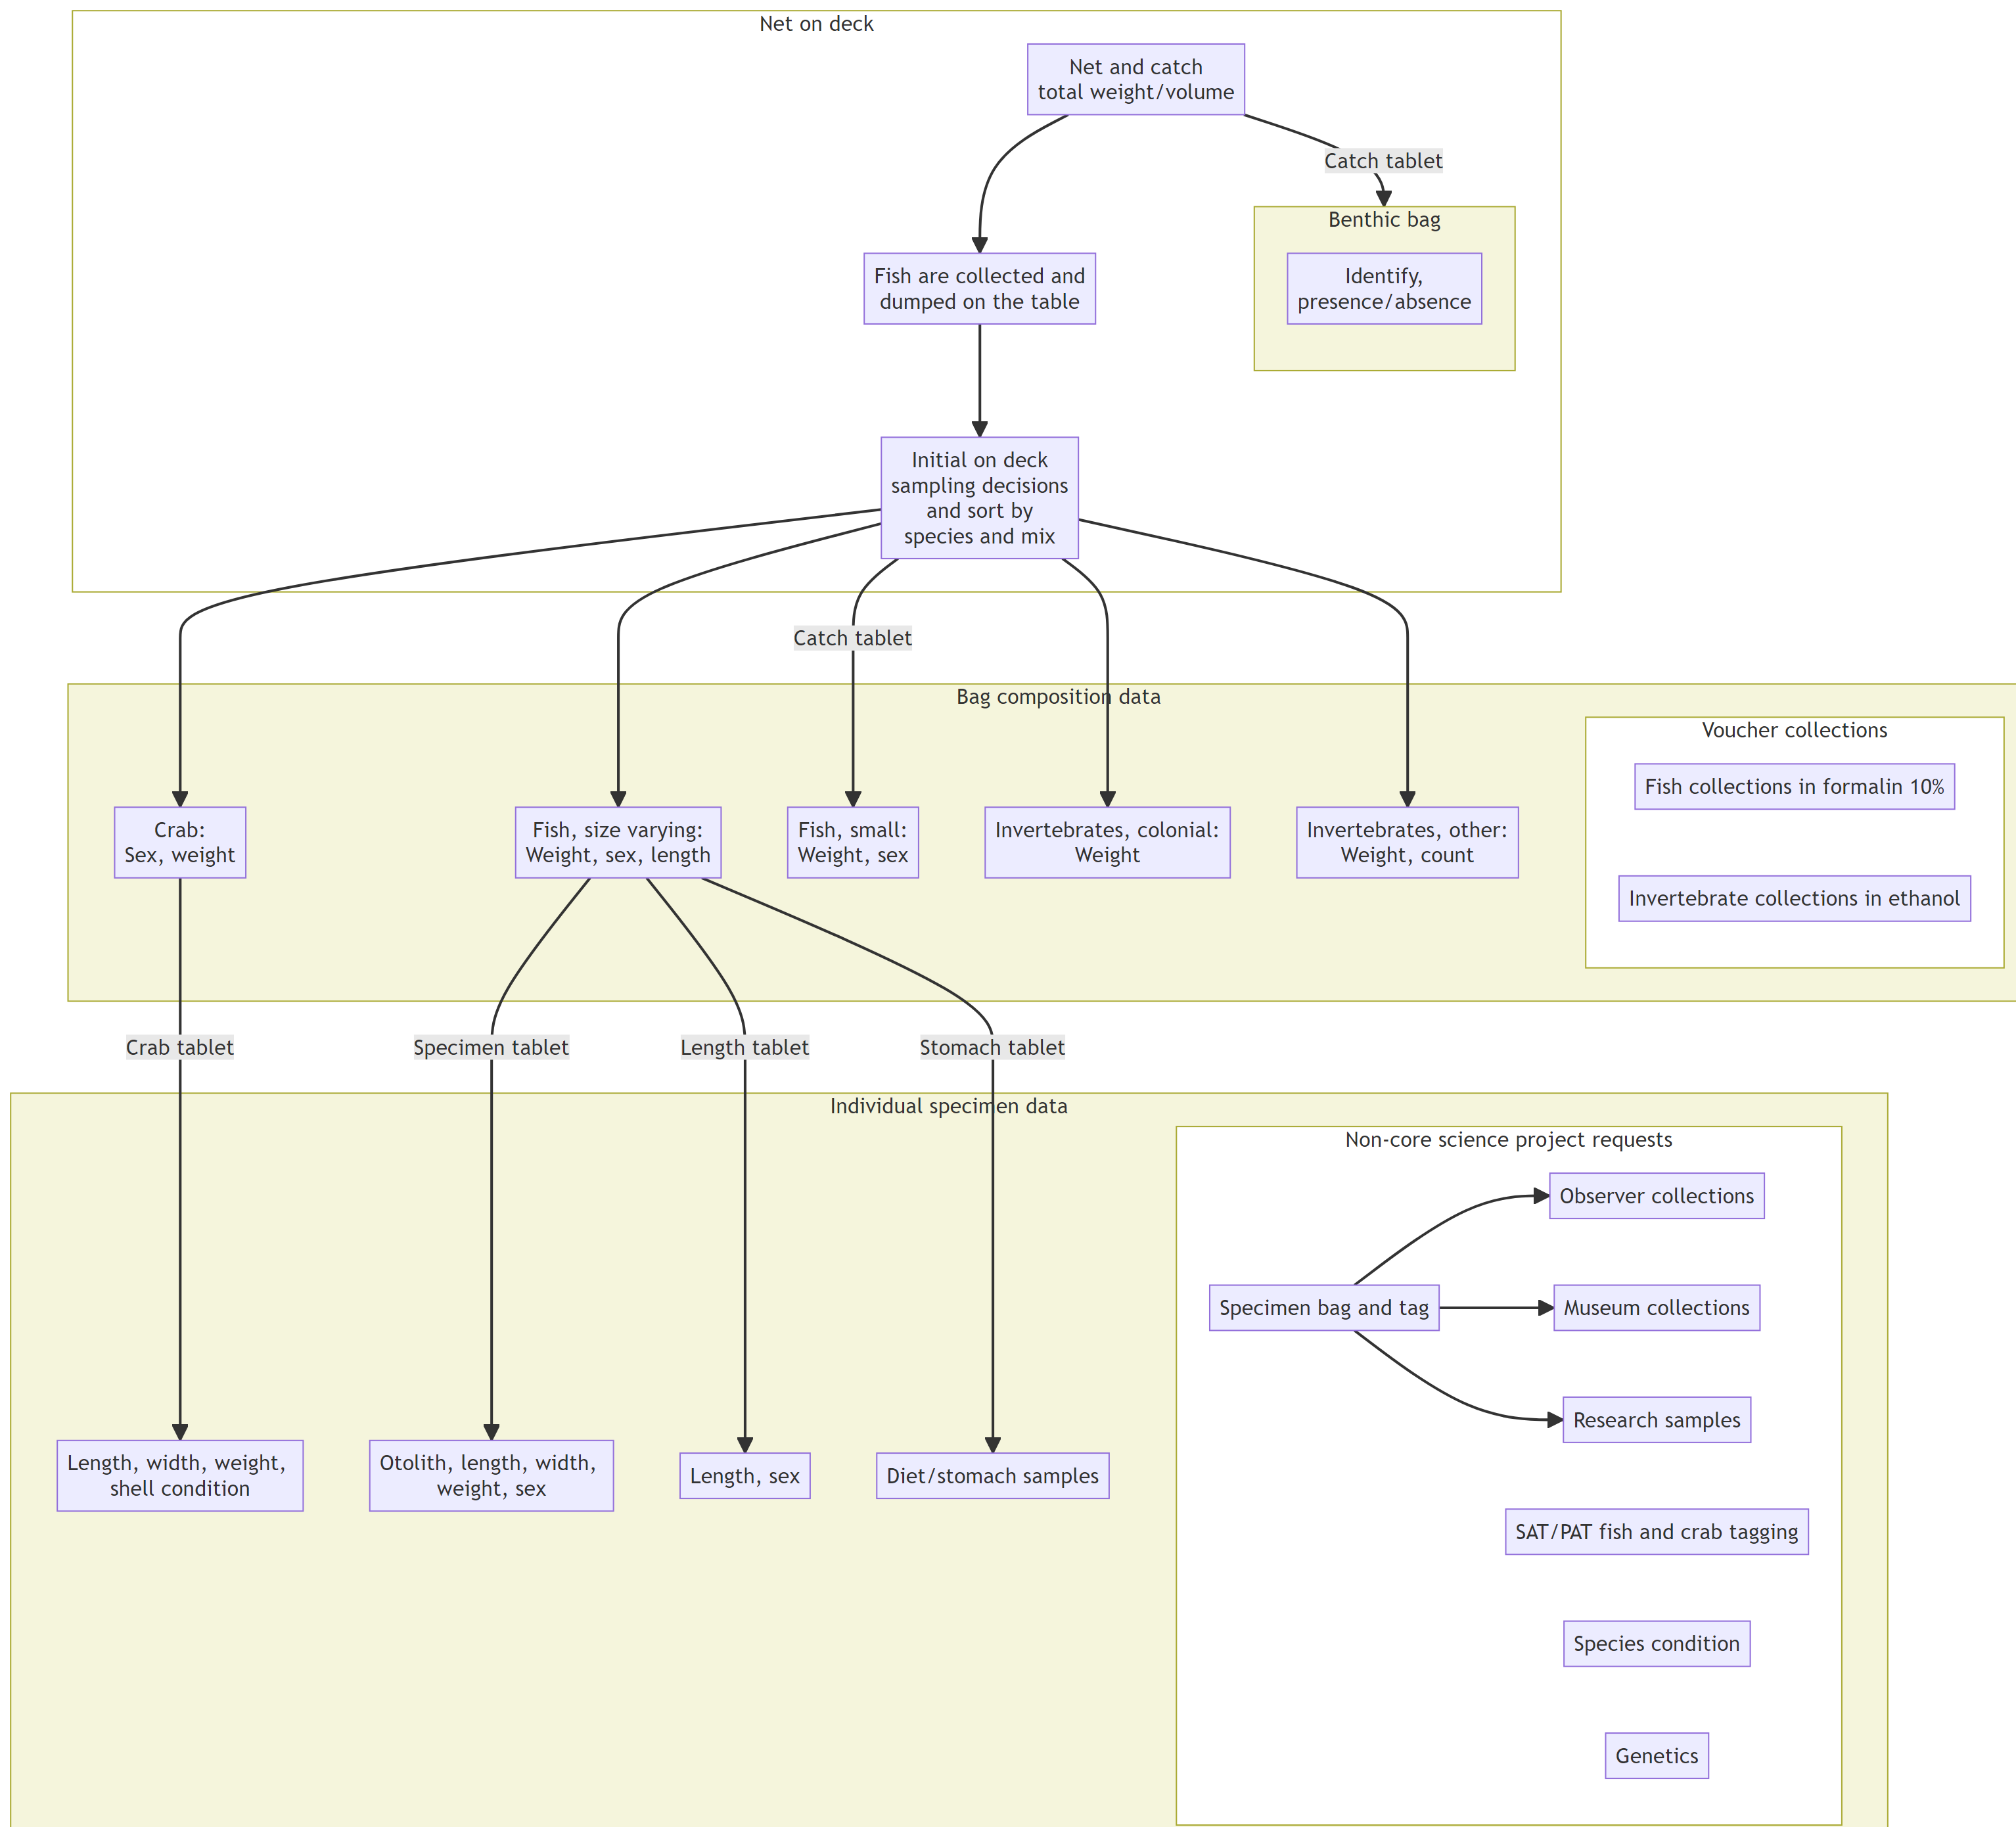 Net on deck
Net and catch
total weight/volume
Catch tablet
Benthic bag
Identify,
presence/absence
Fish are collected and
dumped on the table
Initial on deck
sampling decisions
and sort by
species and mix
Catch tablet
Bag composition data
Crab:
Sex, weight
Fish, size varying:
Weight, sex, length
Fish, small:
Weight, sex
Invertebrates, colonial:
Weight
Invertebrates, other:
Weight, count
Voucher collections
Fish collections in formalin 10%
Invertebrate collections in ethanol
Crab tablet
Specimen tablet
Length tablet
Stomach tablet
Individual specimen data
Length, width, weight,
shell condition
Otolith, length, width,
weight, sex
Length, sex
Diet/stomach samples
Non-core science project requests
Specimen bag and tag
Observer collections
Museum collections
Research samples
SAT/PAT fish and crab tagging
Species condition
Genetics